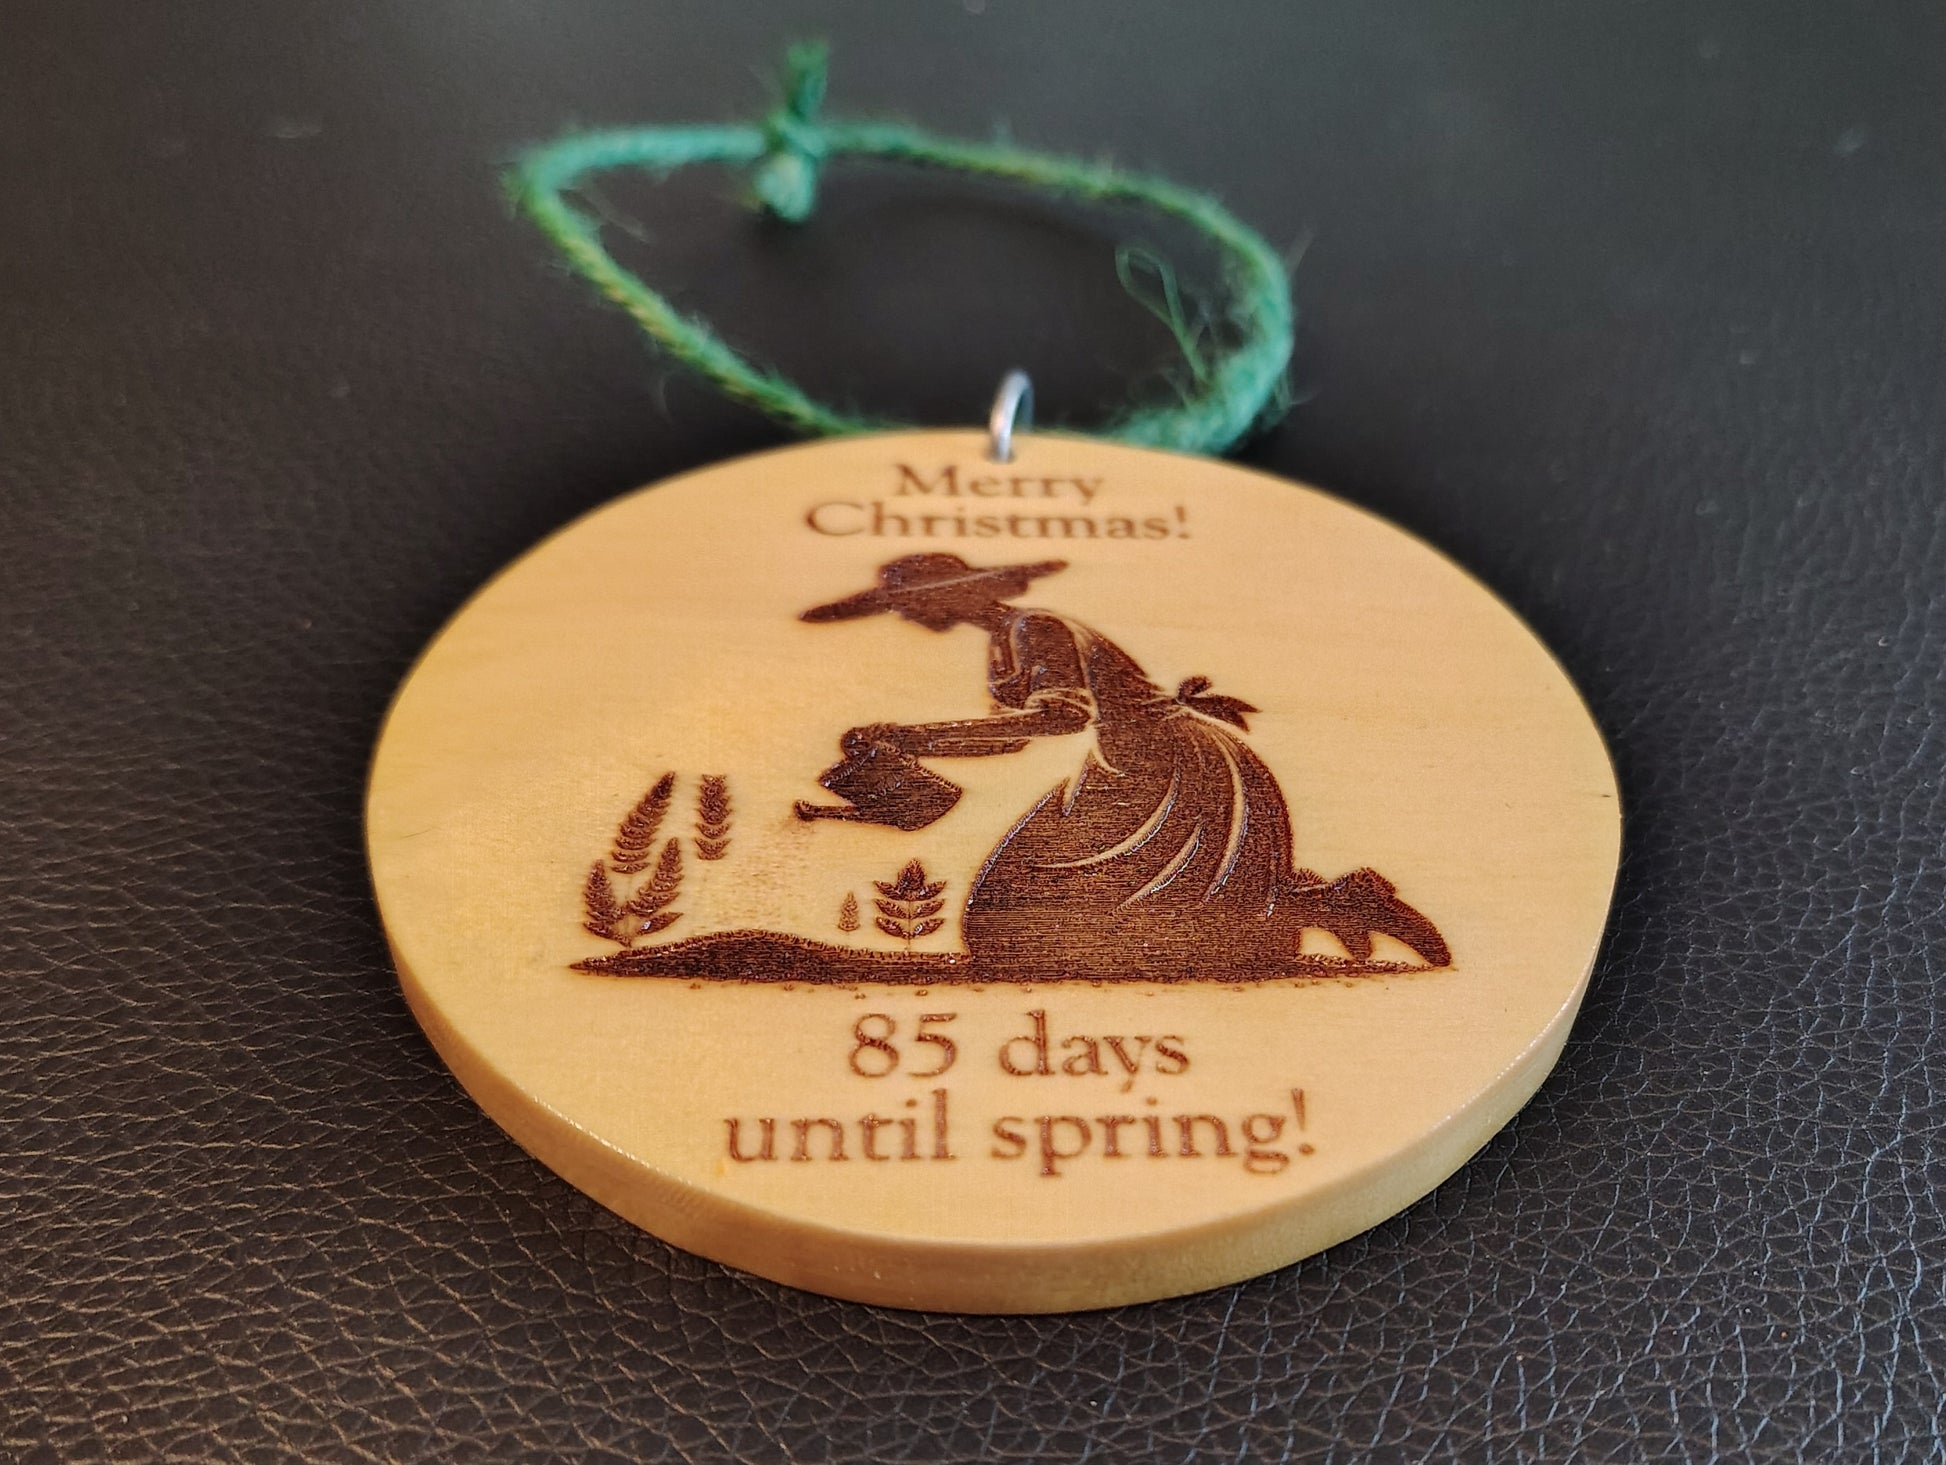 Merry
Christmas!
85 days
until spring!